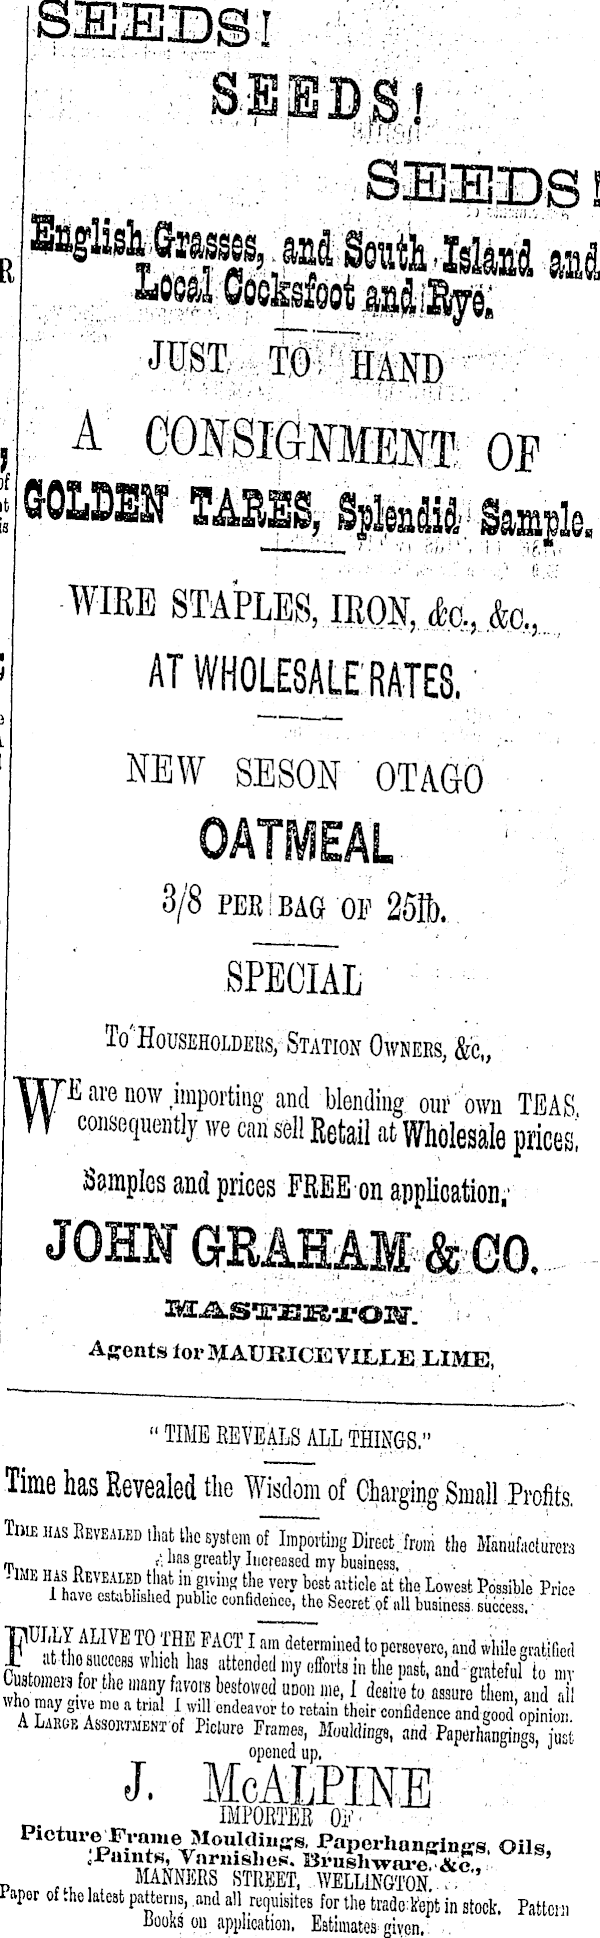 SEEDS!
SEEDS!
SEEDS!
English Grasses, and South Island and
Local Cocksfoot and Rye.
JUST TO HAND
A CONSIGNMENT OF
GOLDEN TARES, Splendid Sample.
WIRE STAPLES, IRON, &c., &c.,
AT WHOLESALE RATES.
NEW SESON OTAGO
OATMEAL
3/8 PER BAG OF 25lb.
SPECIAL
TO HOUSEHOLDERS, STATION OWNERS, &c.,
WE are now importing and blending our own TEAS,
consequently we can sell Retail at Wholesale prices.
Samples and prices FREE on application.
JOHN GRAHAM & CO.
MASTERTON.
Agents for MAURICEVILLE LIME,
"TIME REVEALS ALL THINGS."
Time has Revealed the Wisdom of Charging Small Profits.
TIME HAS REVEALED that the system of Importing Direct from the Manufacturers
has greatly Increased my business,
TIME HAS REVEALED that in giving the very best article at the Lowest Possible Price
I have established public confidence, the Secret of all business success.
FULLY ALIVE TO THE FACT I am determined to persevere, and while gratified
at the success which has attended my efforts in the past, and grateful to my
Customers for the many favors bestowed upon me, I desire to assure them, and all
who may give me a trial I will endeavor to retain their confidence and good opinion.
A LARGE ASSORTMENT of Picture Frames, Mouldings, and Paperhangings, just
opened up.
J. McALPINE
IMPORTER OF
Picture Frame Mouldings, Paperhangings, Oils,
Paints, Varnishes, Brushware, &c.,
MANNERS STREET, WELLINGTON.
Paper of the latest patterns, and all requisites for the trade kept in stock. Pattern
Books on application. Estimates given.